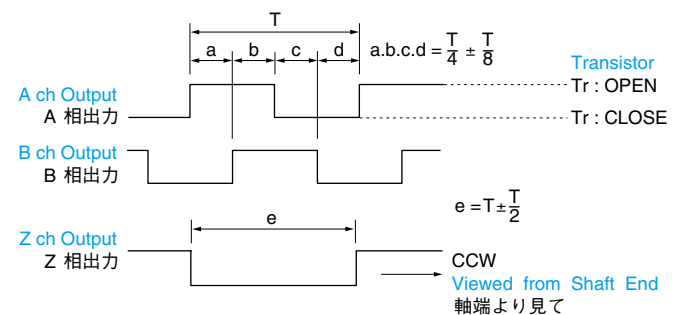 T
a b c d
a.b.c.d = T/4 ± T/8
Transistor
Tr : OPEN
Tr : CLOSE
A ch Output
A 相出力
B ch Output
B 相出力
e = T ± T/2
e
Z ch Output
Z 相出力
CCW
Viewed from Shaft End
軸端より見て